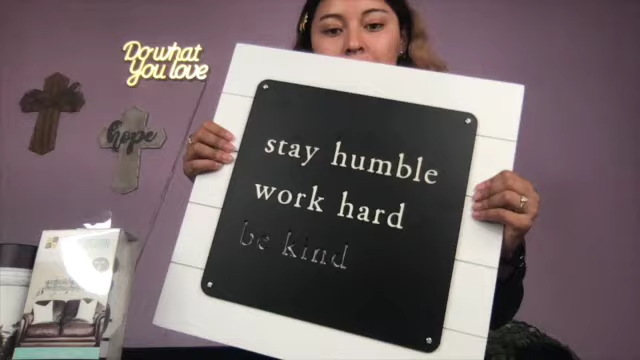 Do what
You love
hope
stay humble
work hard
be kind